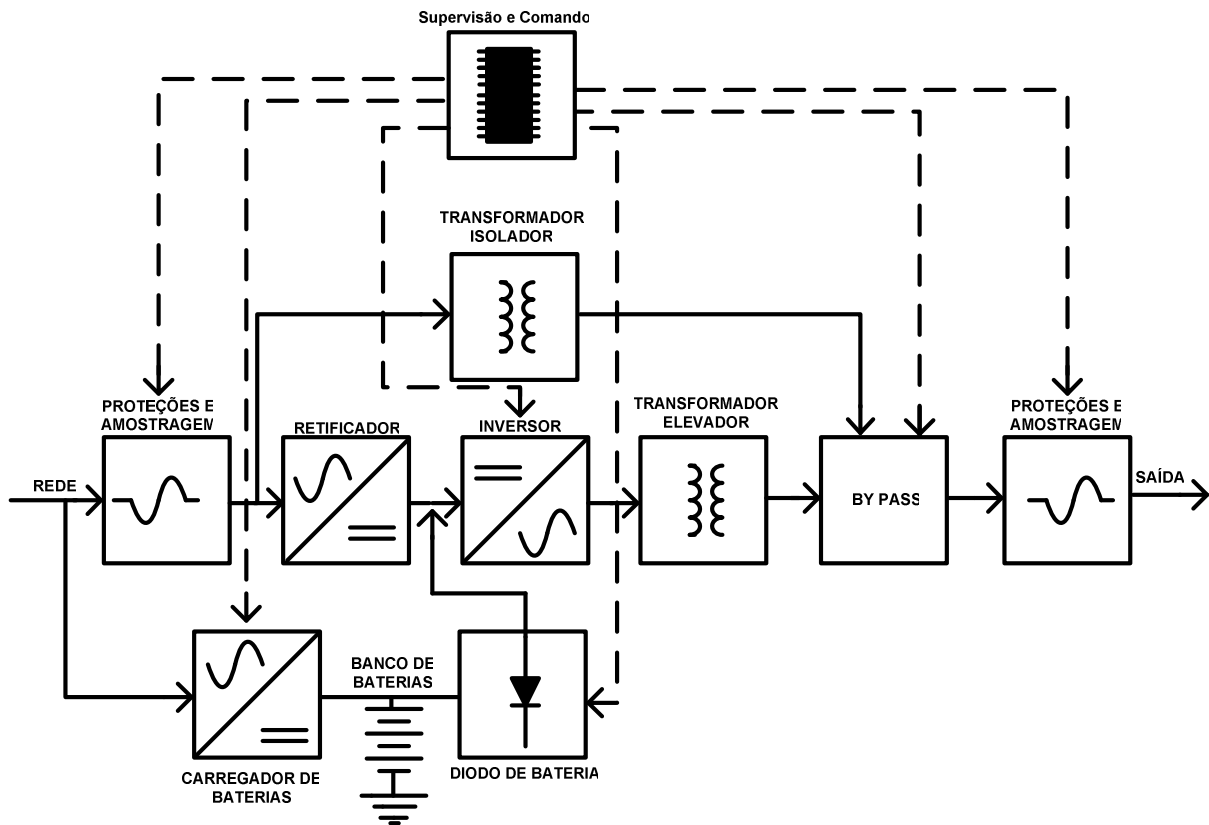 Supervisão e Comando
TRANSFORMADOR
ISOLADOR
PROTEÇÕES E
AMOSTRAGEM
RETIFICADOR
INVERSOR
TRANSFORMADOR
ELEVADOR
PROTEÇÕES E
AMOSTRAGEM
REDE
BY PASS
SAÍDA
BANCO DE
BATERIAS
CARREGADOR DE
BATERIAS
DIODO DE BATERIA